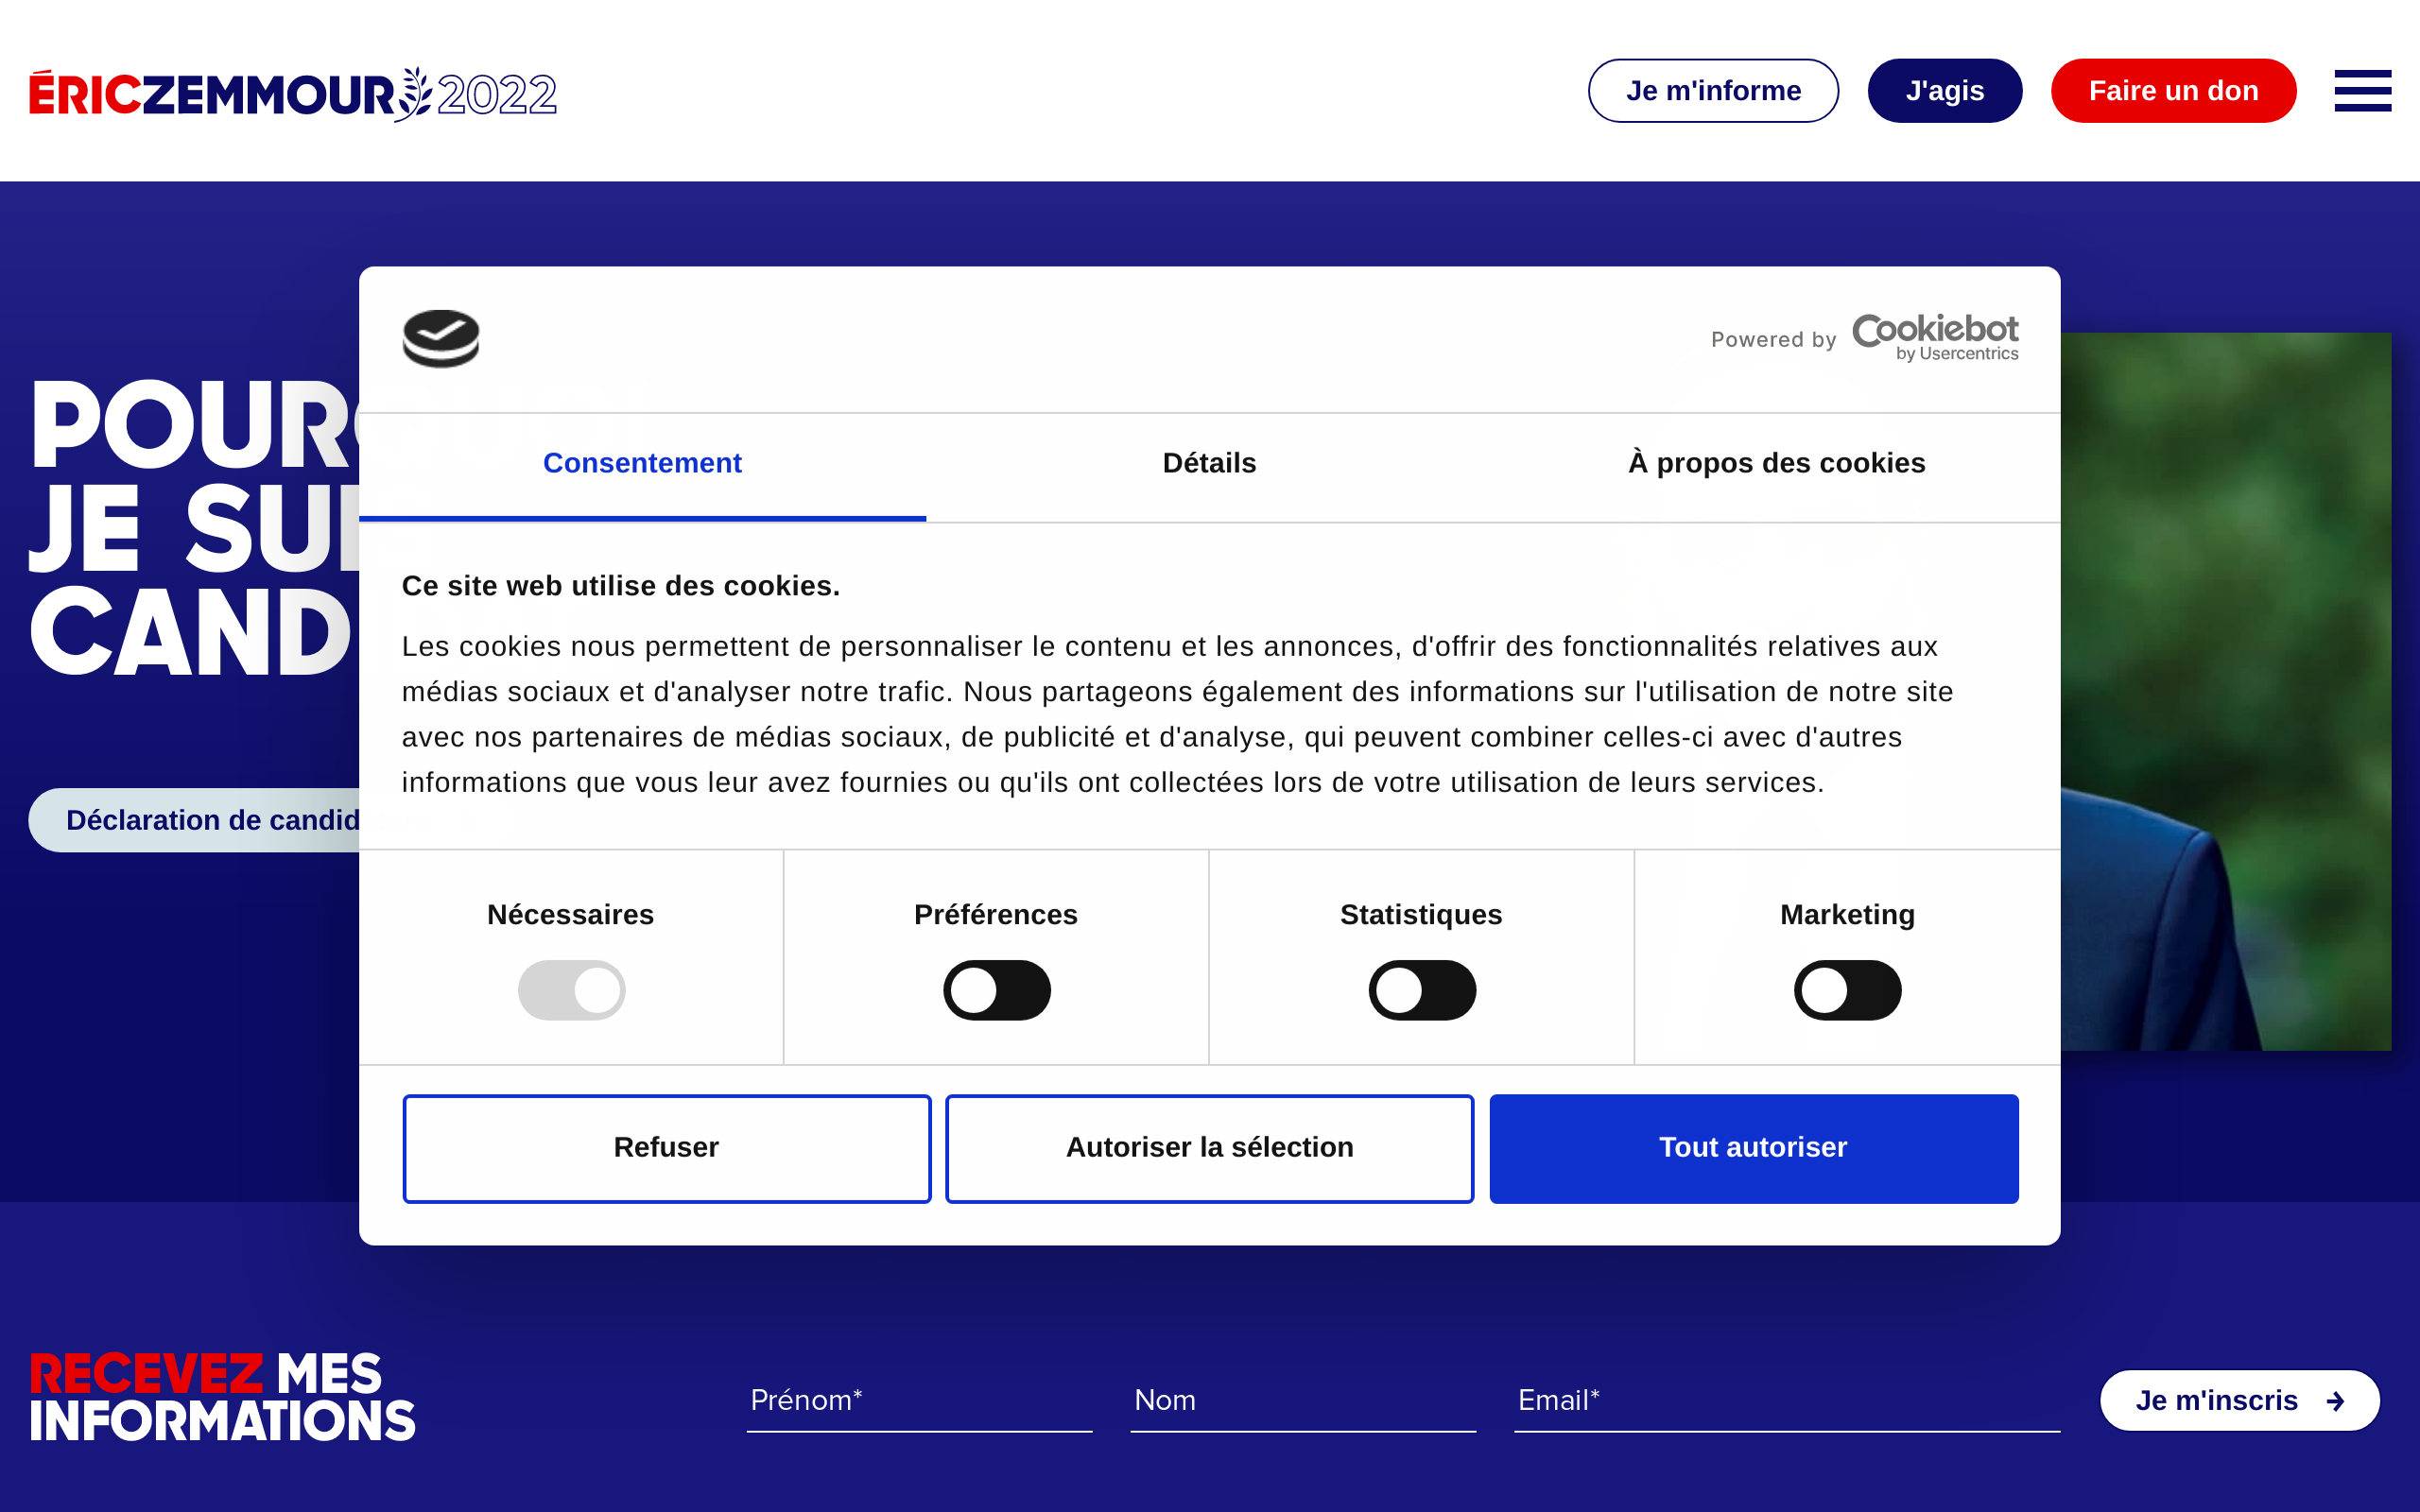 ÉRICZEMMOUR 2022
Je m'informe
J'agis
Faire un don
Powered by Cookiebot
by Usercentrics
POUR
JE SUIS
CAND
Déclaration de candid
Consentement
Détails
À propos des cookies
Ce site web utilise des cookies.
Les cookies nous permettent de personnaliser le contenu et les annonces, d'offrir des fonctionnalités relatives aux
médias sociaux et d'analyser notre trafic. Nous partageons également des informations sur l'utilisation de notre site
avec nos partenaires de médias sociaux, de publicité et d'analyse, qui peuvent combiner celles-ci avec d'autres
informations que vous leur avez fournies ou qu'ils ont collectées lors de votre utilisation de leurs services.
Nécessaires
Préférences
Statistiques
Marketing
Refuser
Autoriser la sélection
Tout autoriser
RECEVEZ MES
INFORMATIONS
Prénom*
Nom
Email*
Je m'inscris